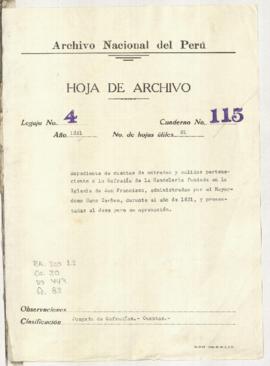 Archivo Nacional del Perú
HOJA DE ARCHIVO
Legajo No. 4 Cuaderno No. 115
Año, 1831 No. de hojas útiles 21
Expediente de cuentas de entradas y salidas pertene-
ciente a la Cofradía de La Candelaria fundada en la
Iglesia de San Francisco, administradas por el Mayor-
domo durante el año de 1831, y presen-
tadas al deán para su aprobación.
Observaciones
Clasificación Juzgado de Cofradías.- Cuentas.-